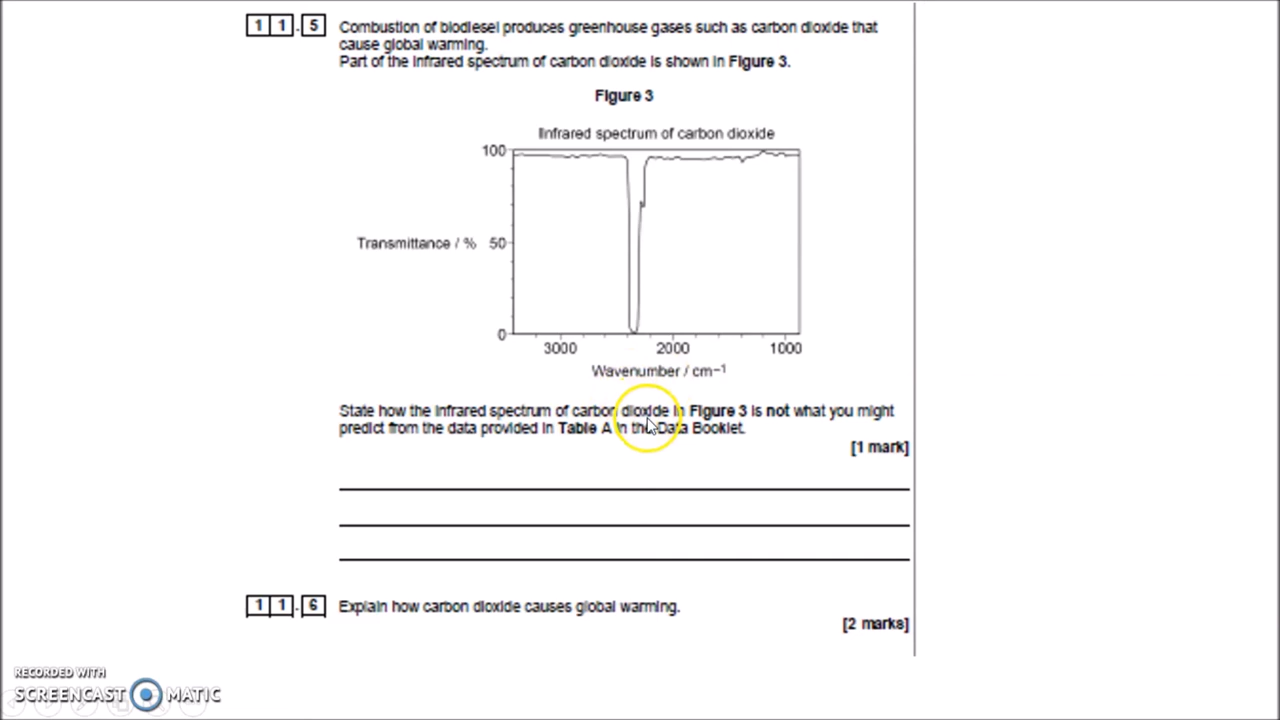 11.5 Combustion of biodiesel produces greenhouse gases such as carbon dioxide that
cause global warming.
Part of the infrared spectrum of carbon dioxide is shown in Figure 3.
Figure 3
Infrared spectrum of carbon dioxide
100
Transmittance / % 50
0
3000 2000 1000
Wavenumber / cm⁻¹
State how the infrared spectrum of carbon dioxide in Figure 3 is not what you might
predict from the data provided in Table A in the Data Booklet.
[1 mark]
11.6 Explain how carbon dioxide causes global warming.
[2 marks]
RECORDED WITH
SCREENCAST MATIC